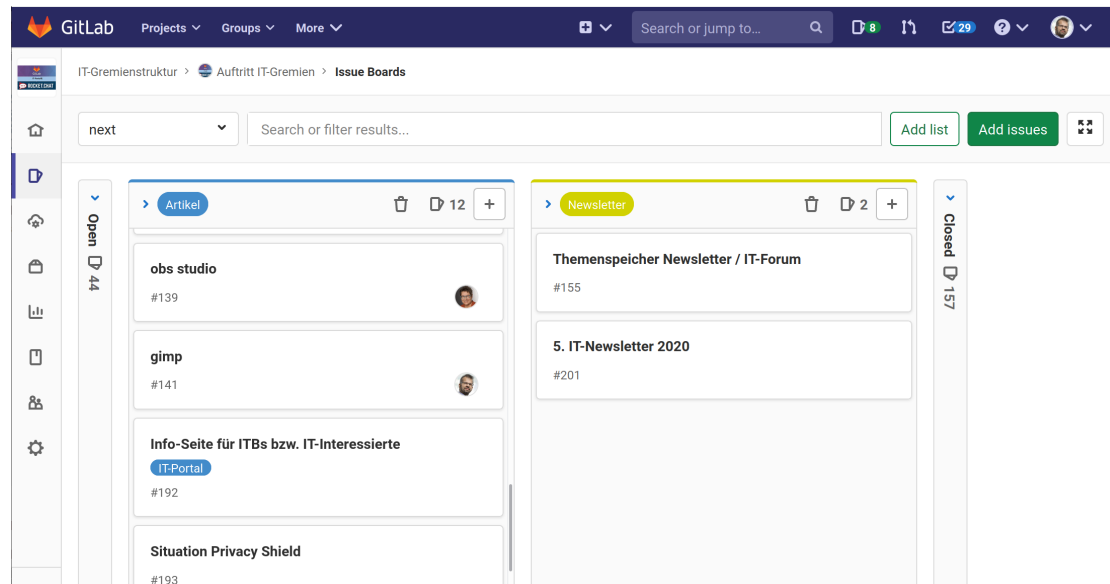 GitLab
Projects
Groups
More
Search or jump to...
8
29
ROCKET.CHAT
IT-Gremienstruktur > Auftritt IT-Gremien > Issue Boards
next
Search or filter results...
Add list
Add issues
Open 44
Artikel
12
obs studio
#139
gimp
#141
Info-Seite für ITBs bzw. IT-Interessierte
IT-Portal
#192
Situation Privacy Shield
#193
Newsletter
2
Themenspeicher Newsletter / IT-Forum
#155
5. IT-Newsletter 2020
#201
Closed 157